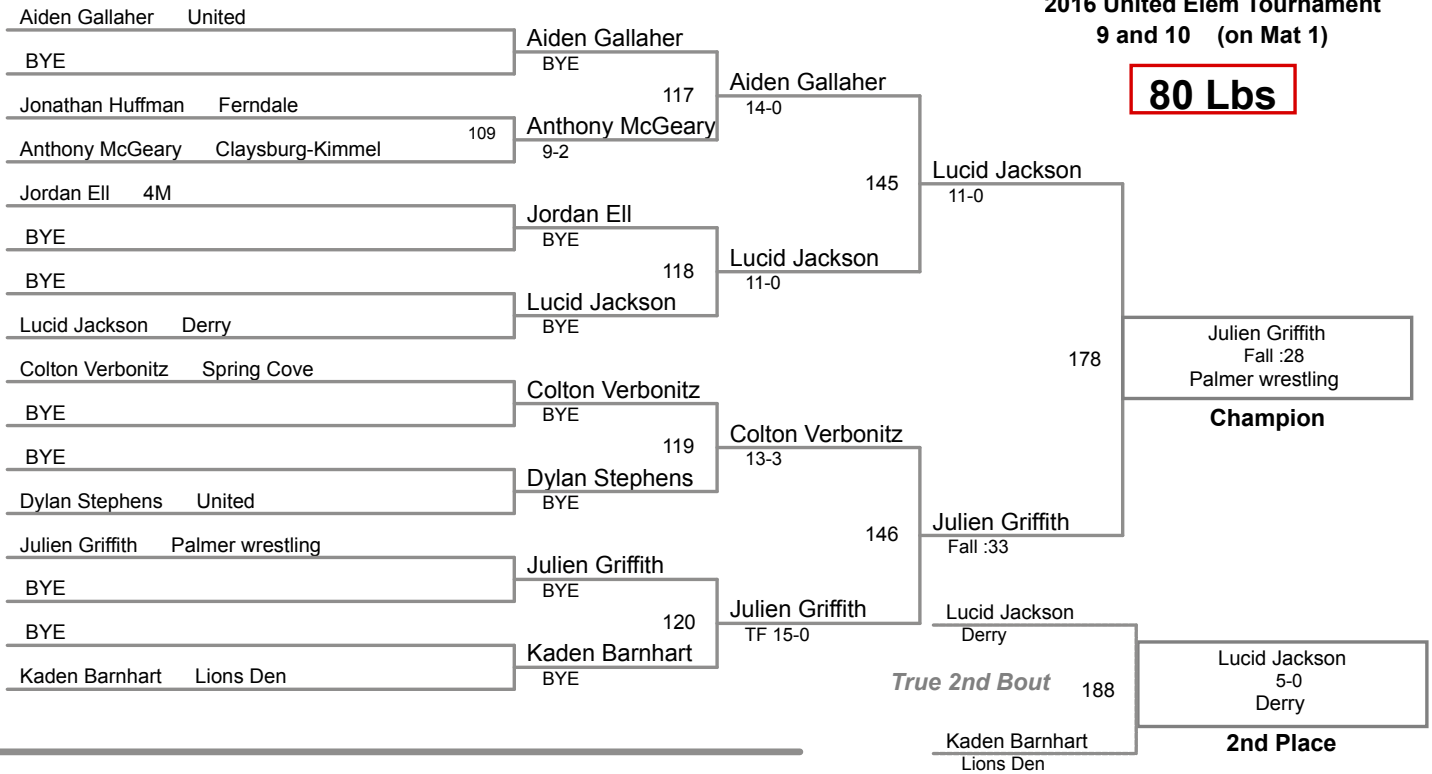 2016 United Elem Tournament
9 and 10 (on Mat 1)
80 Lbs
Aiden Gallaher United
BYE
Jonathan Huffman Ferndale
109
Anthony McGeary Claysburg-Kimmel
Jordan Ell 4M
BYE
BYE
Lucid Jackson Derry
Colton Verbonitz Spring Cove
BYE
BYE
Dylan Stephens United
Julien Griffith Palmer wrestling
BYE
BYE
Kaden Barnhart Lions Den
Aiden Gallaher
BYE
117
Anthony McGeary
9-2
Jordan Ell
BYE
118
Lucid Jackson
BYE
Colton Verbonitz
BYE
119
Dylan Stephens
BYE
Julien Griffith
BYE
120
Kaden Barnhart
BYE
Aiden Gallaher
14-0
145
Lucid Jackson
11-0
Colton Verbonitz
13-3
146
Julien Griffith
TF 15-0
Lucid Jackson
11-0
178
Julien Griffith
Fall :33
Julien Griffith
Fall :28
Palmer wrestling
Champion
Lucid Jackson
Derry
True 2nd Bout 188
Kaden Barnhart
Lions Den
Lucid Jackson
5-0
Derry
2nd Place